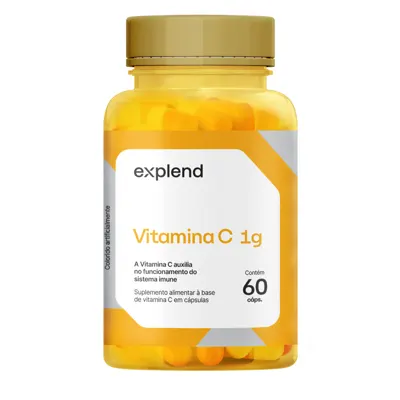 explend
Vitamina C 1g
A Vitamina C auxilia
no funcionamento do
sistema imune
Suplemento alimentar à base
de vitamina C em cápsulas
Contém
60
cáps.
Colorido artificialmente